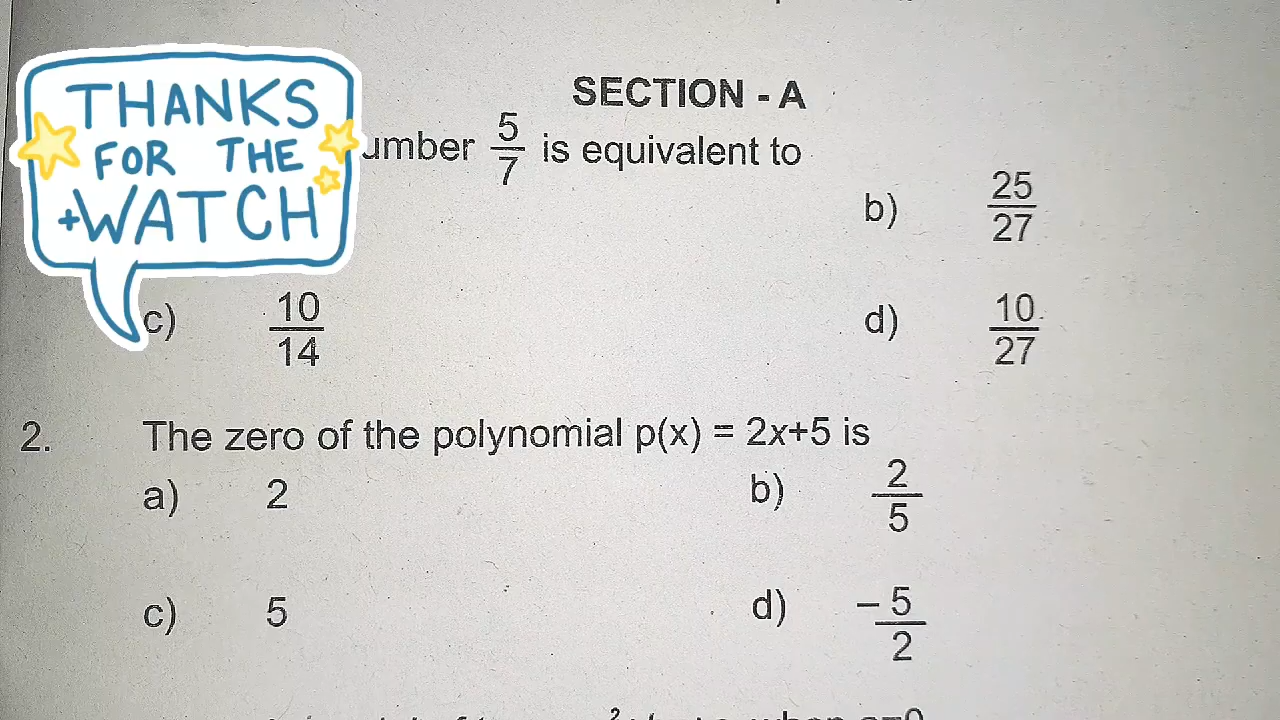 THANKS
FOR THE
+WATCH
SECTION - A
umber 5/7 is equivalent to
b) 25/27
c) 10/14
d) 10/27
2. The zero of the polynomial p(x) = 2x+5 is
a) 2
b) 2/5
c) 5
d) -5/2